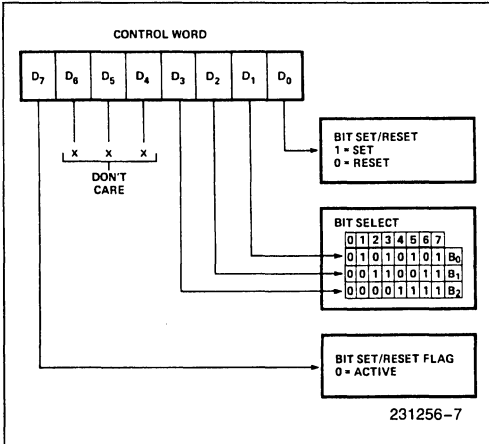 CONTROL WORD
D7 D6 D5 D4 D3 D2 D1 D0
X X X
DON'T
CARE
BIT SET/RESET
1 = SET
0 = RESET
BIT SELECT
0 1 2 3 4 5 6 7
0 1 0 1 0 1 0 1 B0
0 0 1 1 0 0 1 1 B1
0 0 0 0 1 1 1 1 B2
BIT SET/RESET FLAG
0 = ACTIVE
231256-7